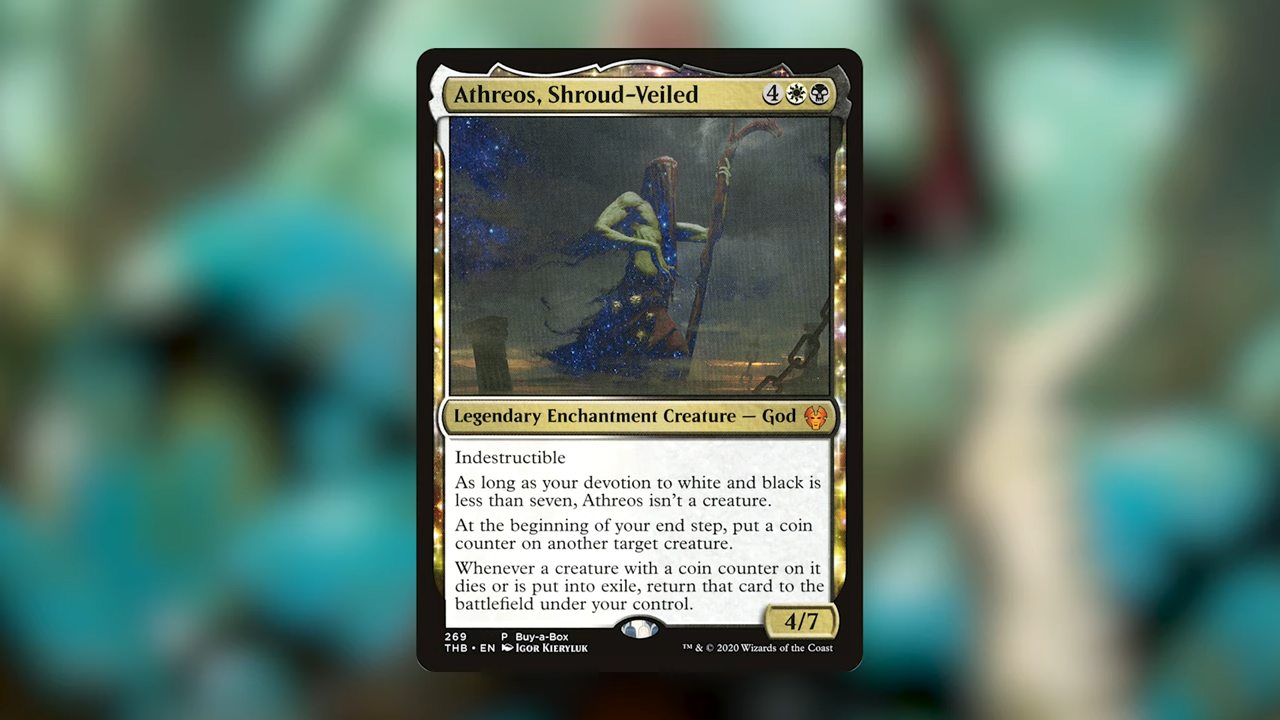 Athreos, Shroud-Veiled 4
Legendary Enchantment Creature — God
Indestructible
As long as your devotion to white and black is
less than seven, Athreos isn't a creature.
At the beginning of your end step, put a coin
counter on another target creature.
Whenever a creature with a coin counter on it
dies or is put into exile, return that card to the
battlefield under your control.
4/7
269 P Buy-a-Box
THB • EN Igor Kieryluk ™ & © 2020 Wizards of the Coast